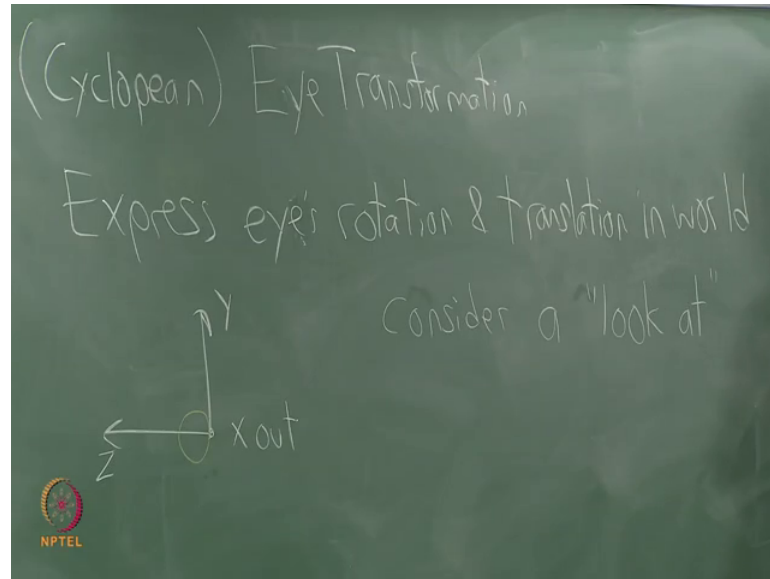 (Cyclopean) Eye Transformation
Express eye's rotation & translation in world
Consider a "look at"
Y
X out
Z
NPTEL